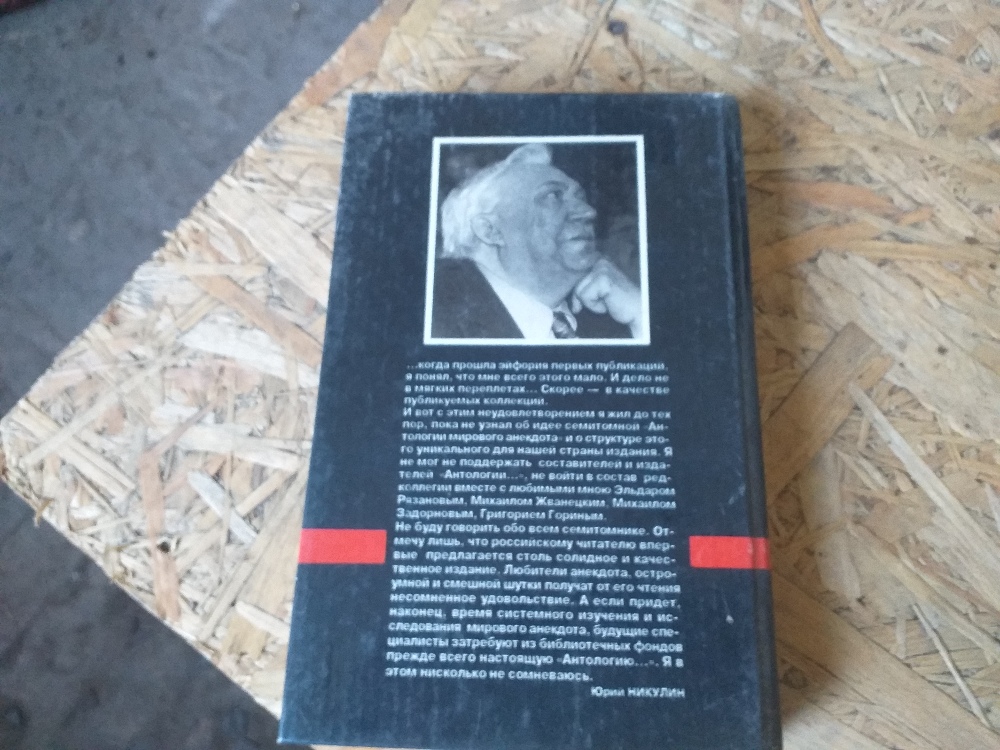 ...когда прошла эйфория первых публикаций,
я понял, что мне всего этого мало. И дело не
в мягких переплетах... Скорее — в качестве
публикуемых коллекций.
И вот с этим неудовлетворением я жил до тех
пор, пока не узнал об идее семитомной «Ан-
тологии мирового анекдота» и о структуре это-
го уникального для нашей страны издания. Я
не мог не поддержать составителей и изда-
телей «Антологии...», не войти в состав ред-
коллегии вместе с любимыми мною Эльдаром
Рязановым, Михаилом Жванецким, Михаилом
Задорновым, Григорием Гориным.
Не буду говорить обо всем семитомнике. От-
мечу лишь, что российскому читателю впер-
вые предлагается столь солидное и качес-
твенное издание. Любители анекдота, остро-
умной и смешной шутки получат от его чтения
несомненное удовольствие. А если придет,
наконец, время системного изучения и ис-
следования мирового анекдота, будущие спе-
циалисты затребуют из библиотечных фондов
прежде всего настоящую «Антологию...». Я в
этом нисколько не сомневаюсь.
Юрий НИКУЛИН